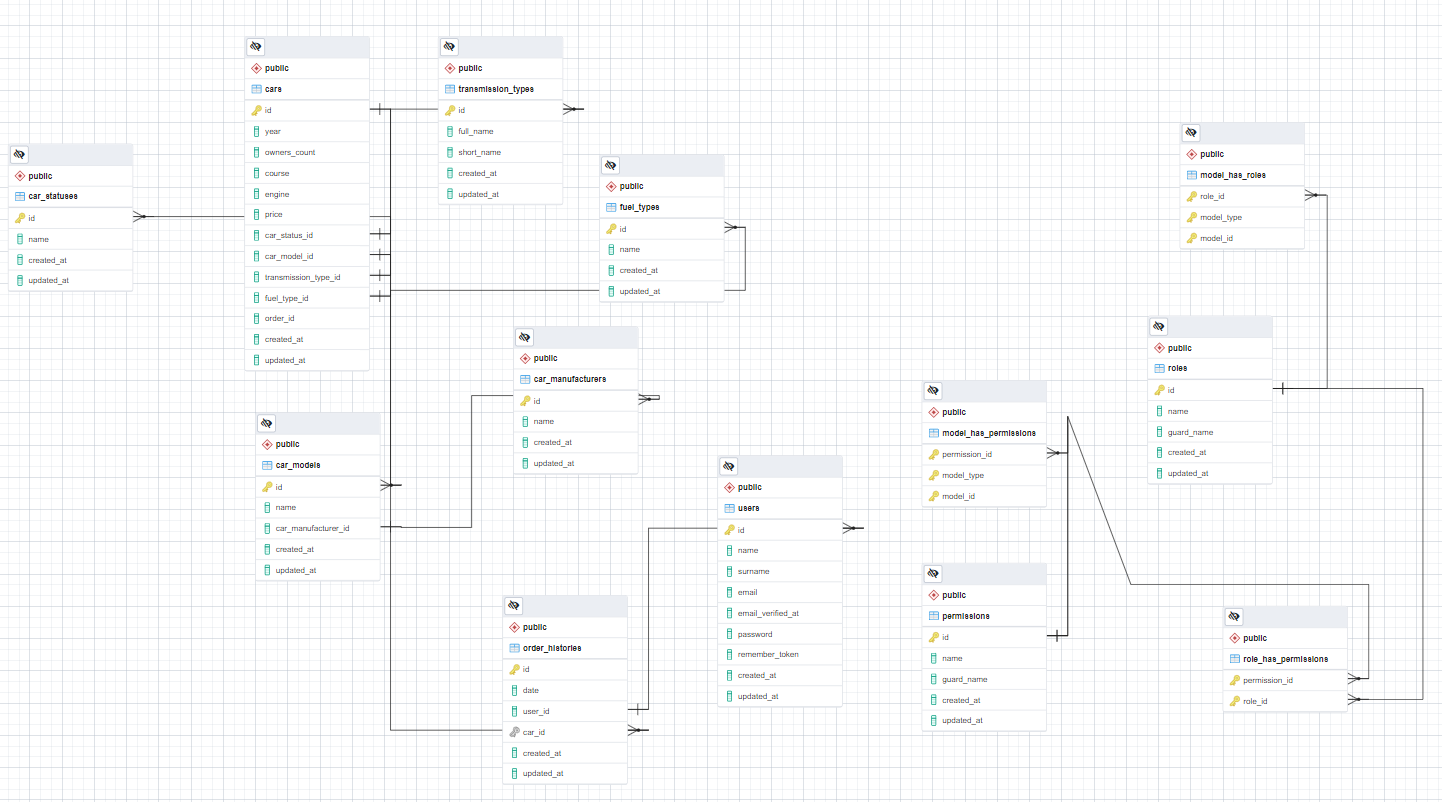 public
cars
id
year
owners_count
course
engine
price
car_status_id
car_model_id
transmission_type_id
fuel_type_id
order_id
created_at
updated_at
public
transmission_types
id
full_name
short_name
created_at
updated_at
public
car_statuses
id
name
created_at
updated_at
public
fuel_types
id
name
created_at
updated_at
public
model_has_roles
role_id
model_type
model_id
public
car_manufacturers
id
name
created_at
updated_at
public
roles
id
name
guard_name
created_at
updated_at
public
car_models
id
name
car_manufacturer_id
created_at
updated_at
public
model_has_permissions
permission_id
model_type
model_id
public
users
id
name
surname
email
email_verified_at
password
remember_token
created_at
updated_at
public
order_histories
id
date
user_id
car_id
created_at
updated_at
public
permissions
id
name
guard_name
created_at
updated_at
public
role_has_permissions
permission_id
role_id